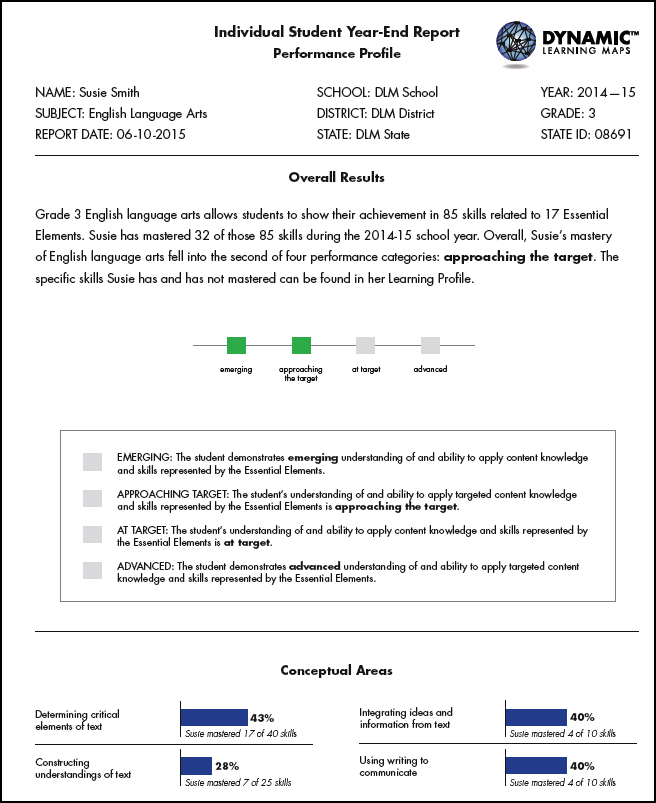 Individual Student Year-End Report
Performance Profile
DYNAMIC™
LEARNING MAPS
NAME: Susie Smith
SCHOOL: DLM School
YEAR: 2014—15
SUBJECT: English Language Arts
DISTRICT: DLM District
GRADE: 3
REPORT DATE: 06-10-2015
STATE: DLM State
STATE ID: 08691
Overall Results
Grade 3 English language arts allows students to show their achievement in 85 skills related to 17 Essential
Elements. Susie has mastered 32 of those 85 skills during the 2014-15 school year. Overall, Susie's mastery
of English language arts fell into the second of four performance categories: approaching the target. The
specific skills Susie has and has not mastered can be found in her Learning Profile.
emerging
approaching
the target
at target
advanced
EMERGING: The student demonstrates emerging understanding of and ability to apply content knowledge
and skills represented by the Essential Elements.
APPROACHING TARGET: The student's understanding of and ability to apply targeted content knowledge
and skills represented by the Essential Elements is approaching the target.
AT TARGET: The student's understanding of and ability to apply content knowledge and skills represented by
the Essential Elements is at target.
ADVANCED: The student demonstrates advanced understanding of and ability to apply targeted content
knowledge and skills represented by the Essential Elements.
Conceptual Areas
Determining critical
elements of text
43%
Susie mastered 17 of 40 skills
Integrating ideas and
information from text
40%
Susie mastered 4 of 10 skills
Constructing
understandings of text
28%
Susie mastered 7 of 25 skills
Using writing to
communicate
40%
Susie mastered 4 of 10 skills